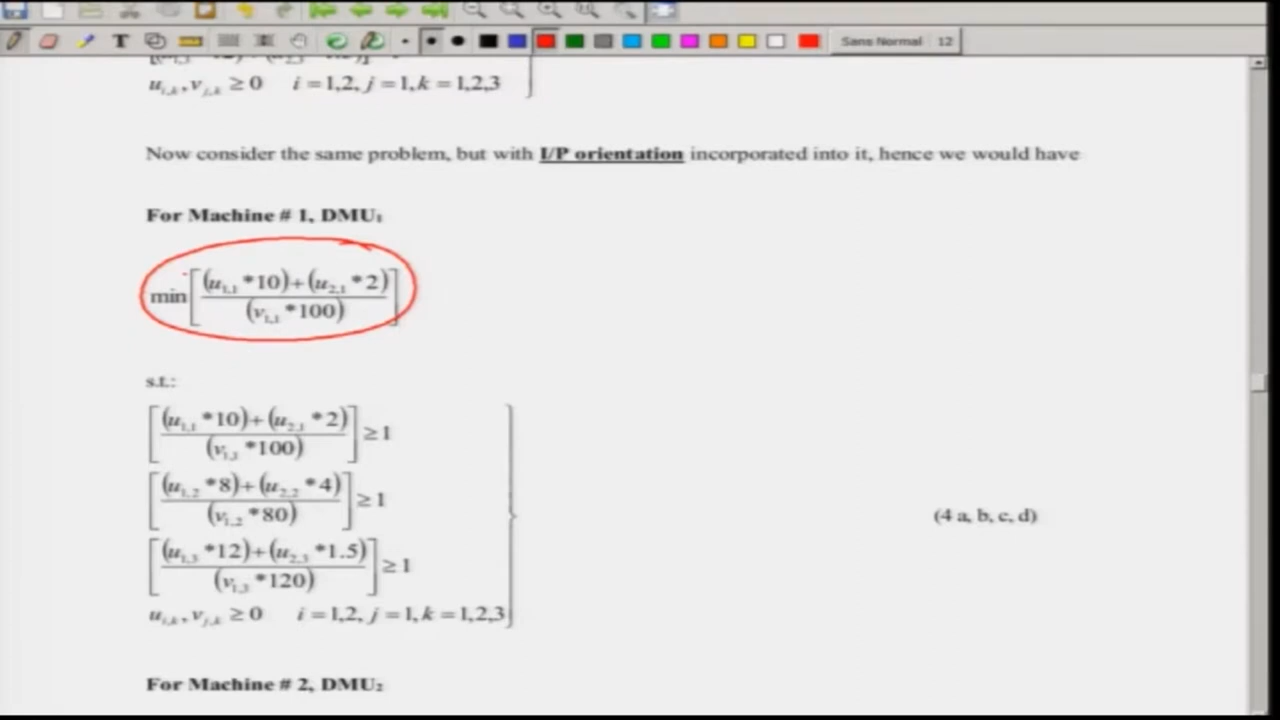 Sans Normal 12
u_{i,k}, v_{j,k} ≥ 0 i = 1,2, j = 1, k = 1,2,3
Now consider the same problem, but with I/P orientation incorporated into it, hence we would have
For Machine # 1, DMU₁
min[((u_{1,1} *10)+(u_{2,1} *2))/(v_{1,1} *100)]
s.t.:
[((u_{1,1} *10)+(u_{2,1} *2))/(v_{1,1} *100)] ≥ 1
[((u_{1,2} *8)+(u_{2,2} *4))/(v_{1,2} *80)] ≥ 1
(4 a, b, c, d)
[((u_{1,3} *12)+(u_{2,3} *1.5))/(v_{1,3} *120)] ≥ 1
u_{i,k}, v_{j,k} ≥ 0 i = 1,2, j = 1, k = 1,2,3
For Machine # 2, DMU₂